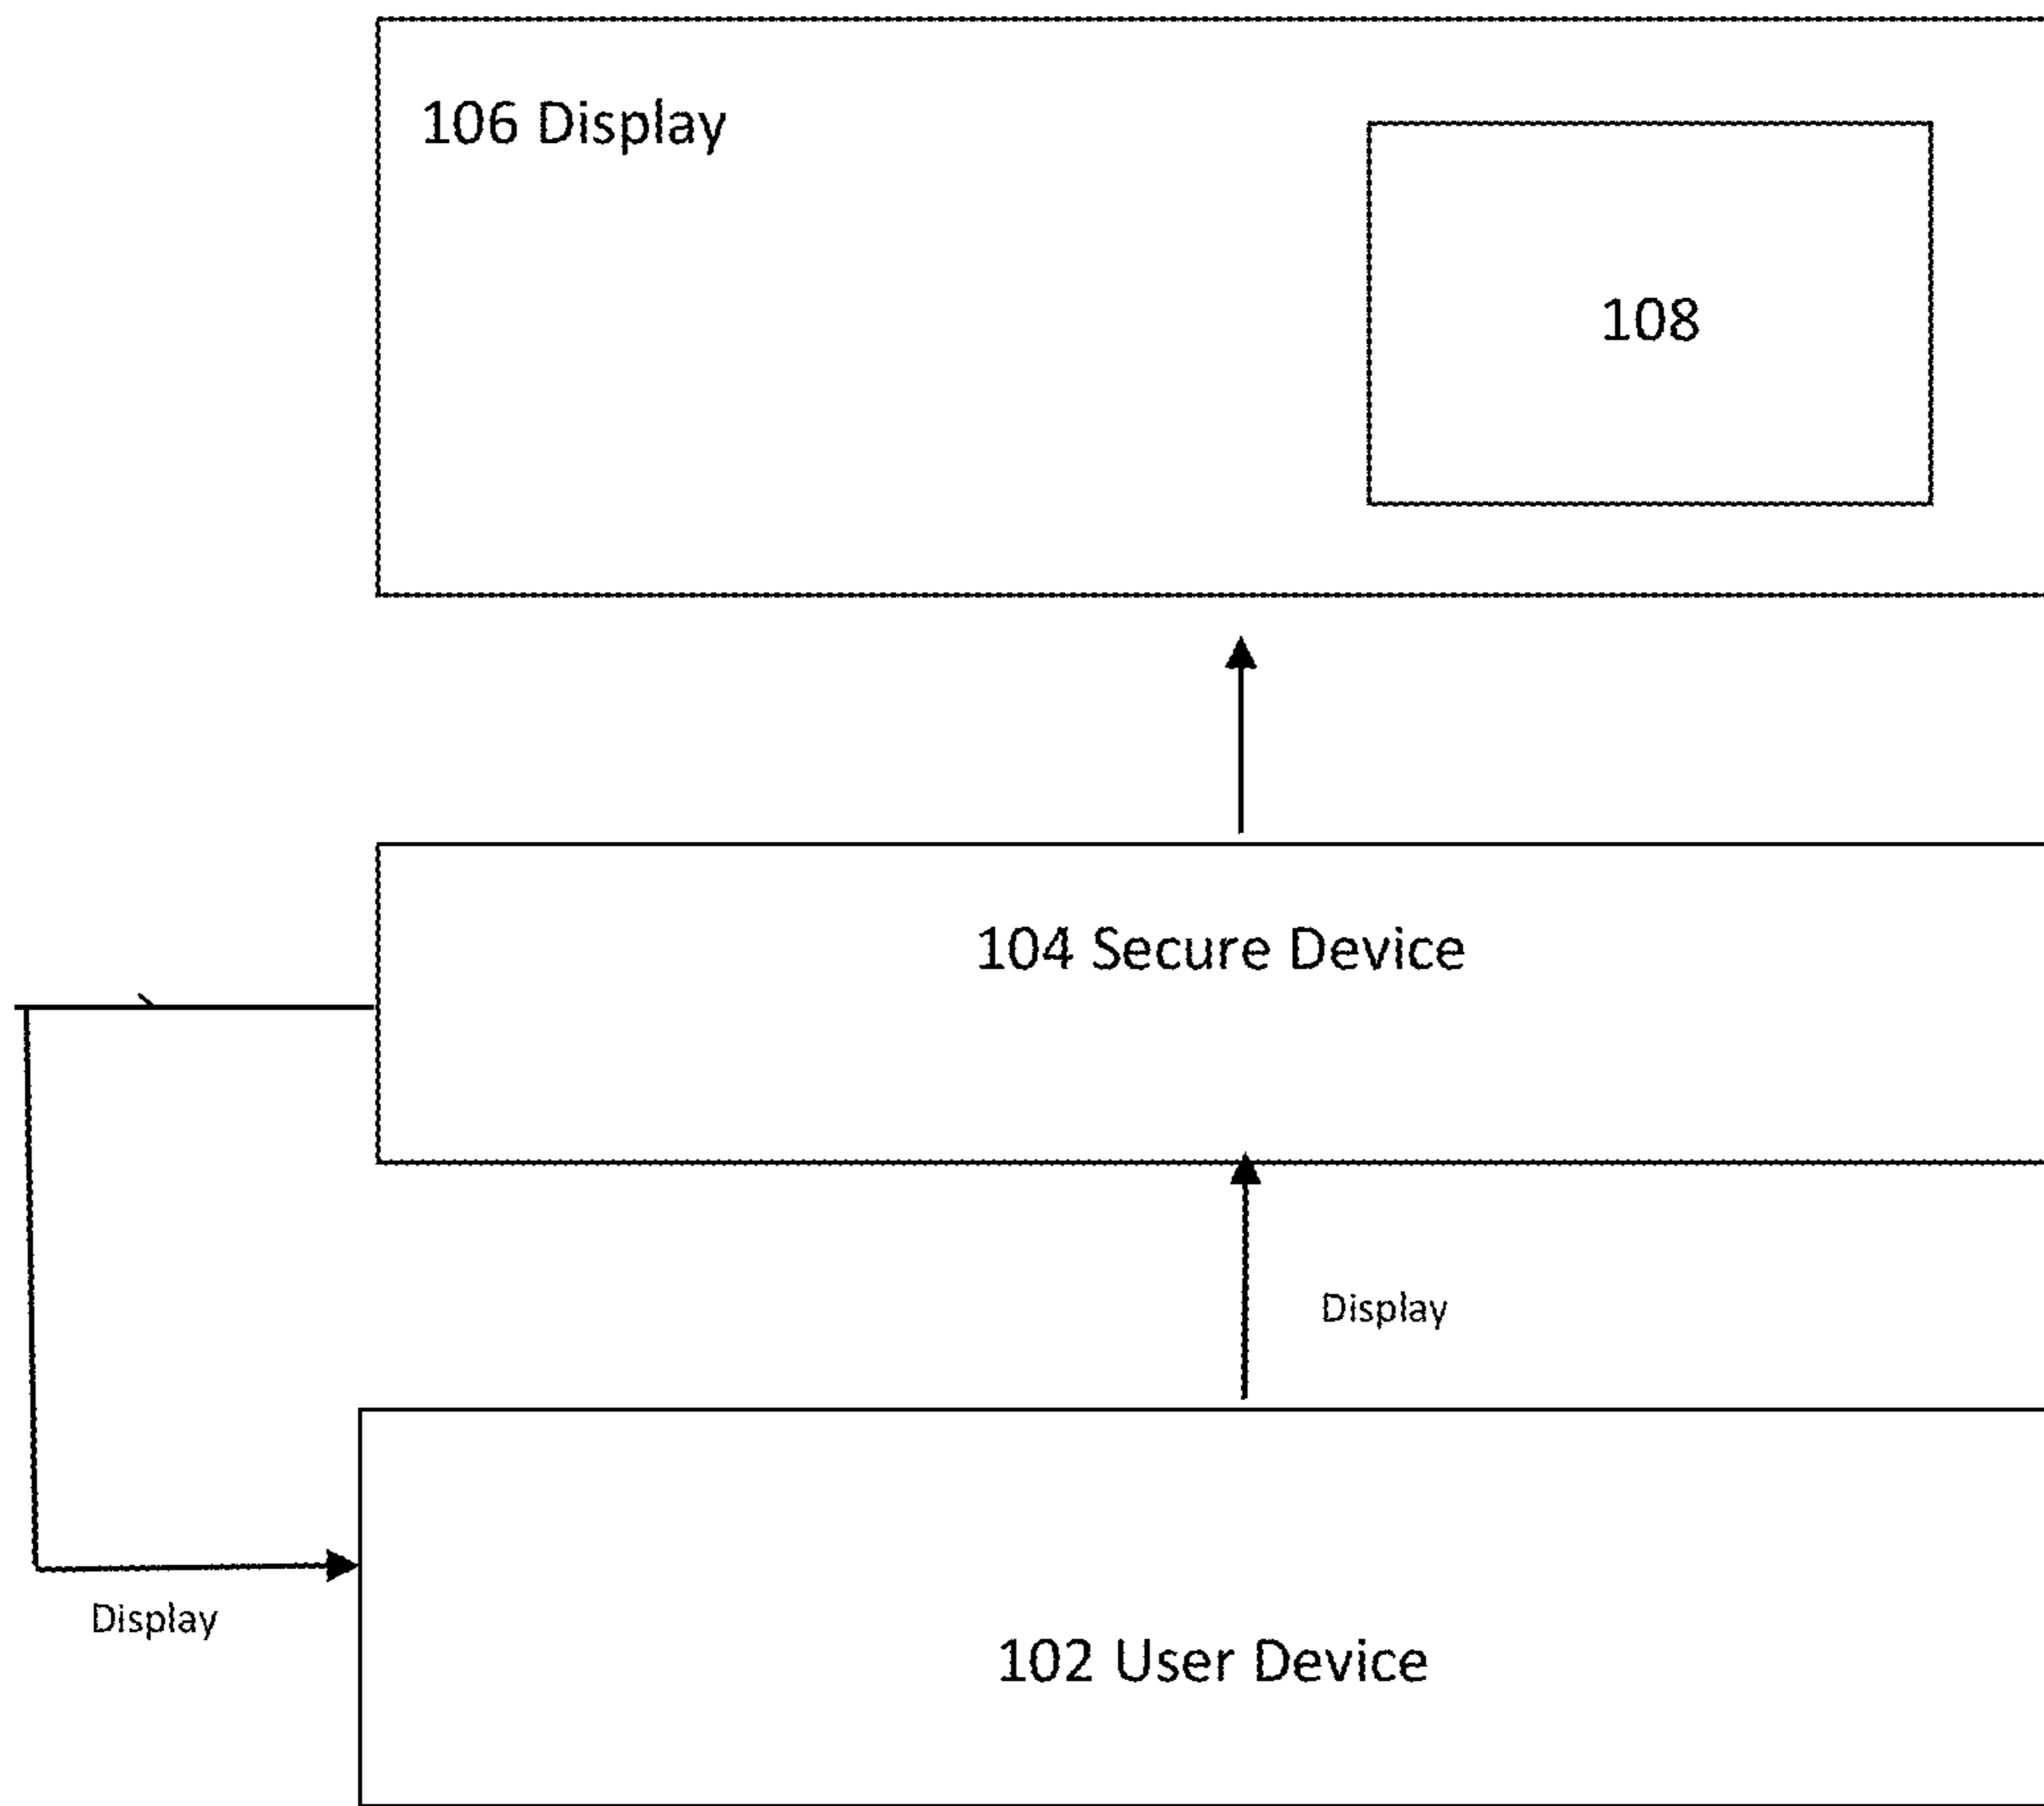 106 Display
108
104 Secure Device
Display
Display
102 User Device